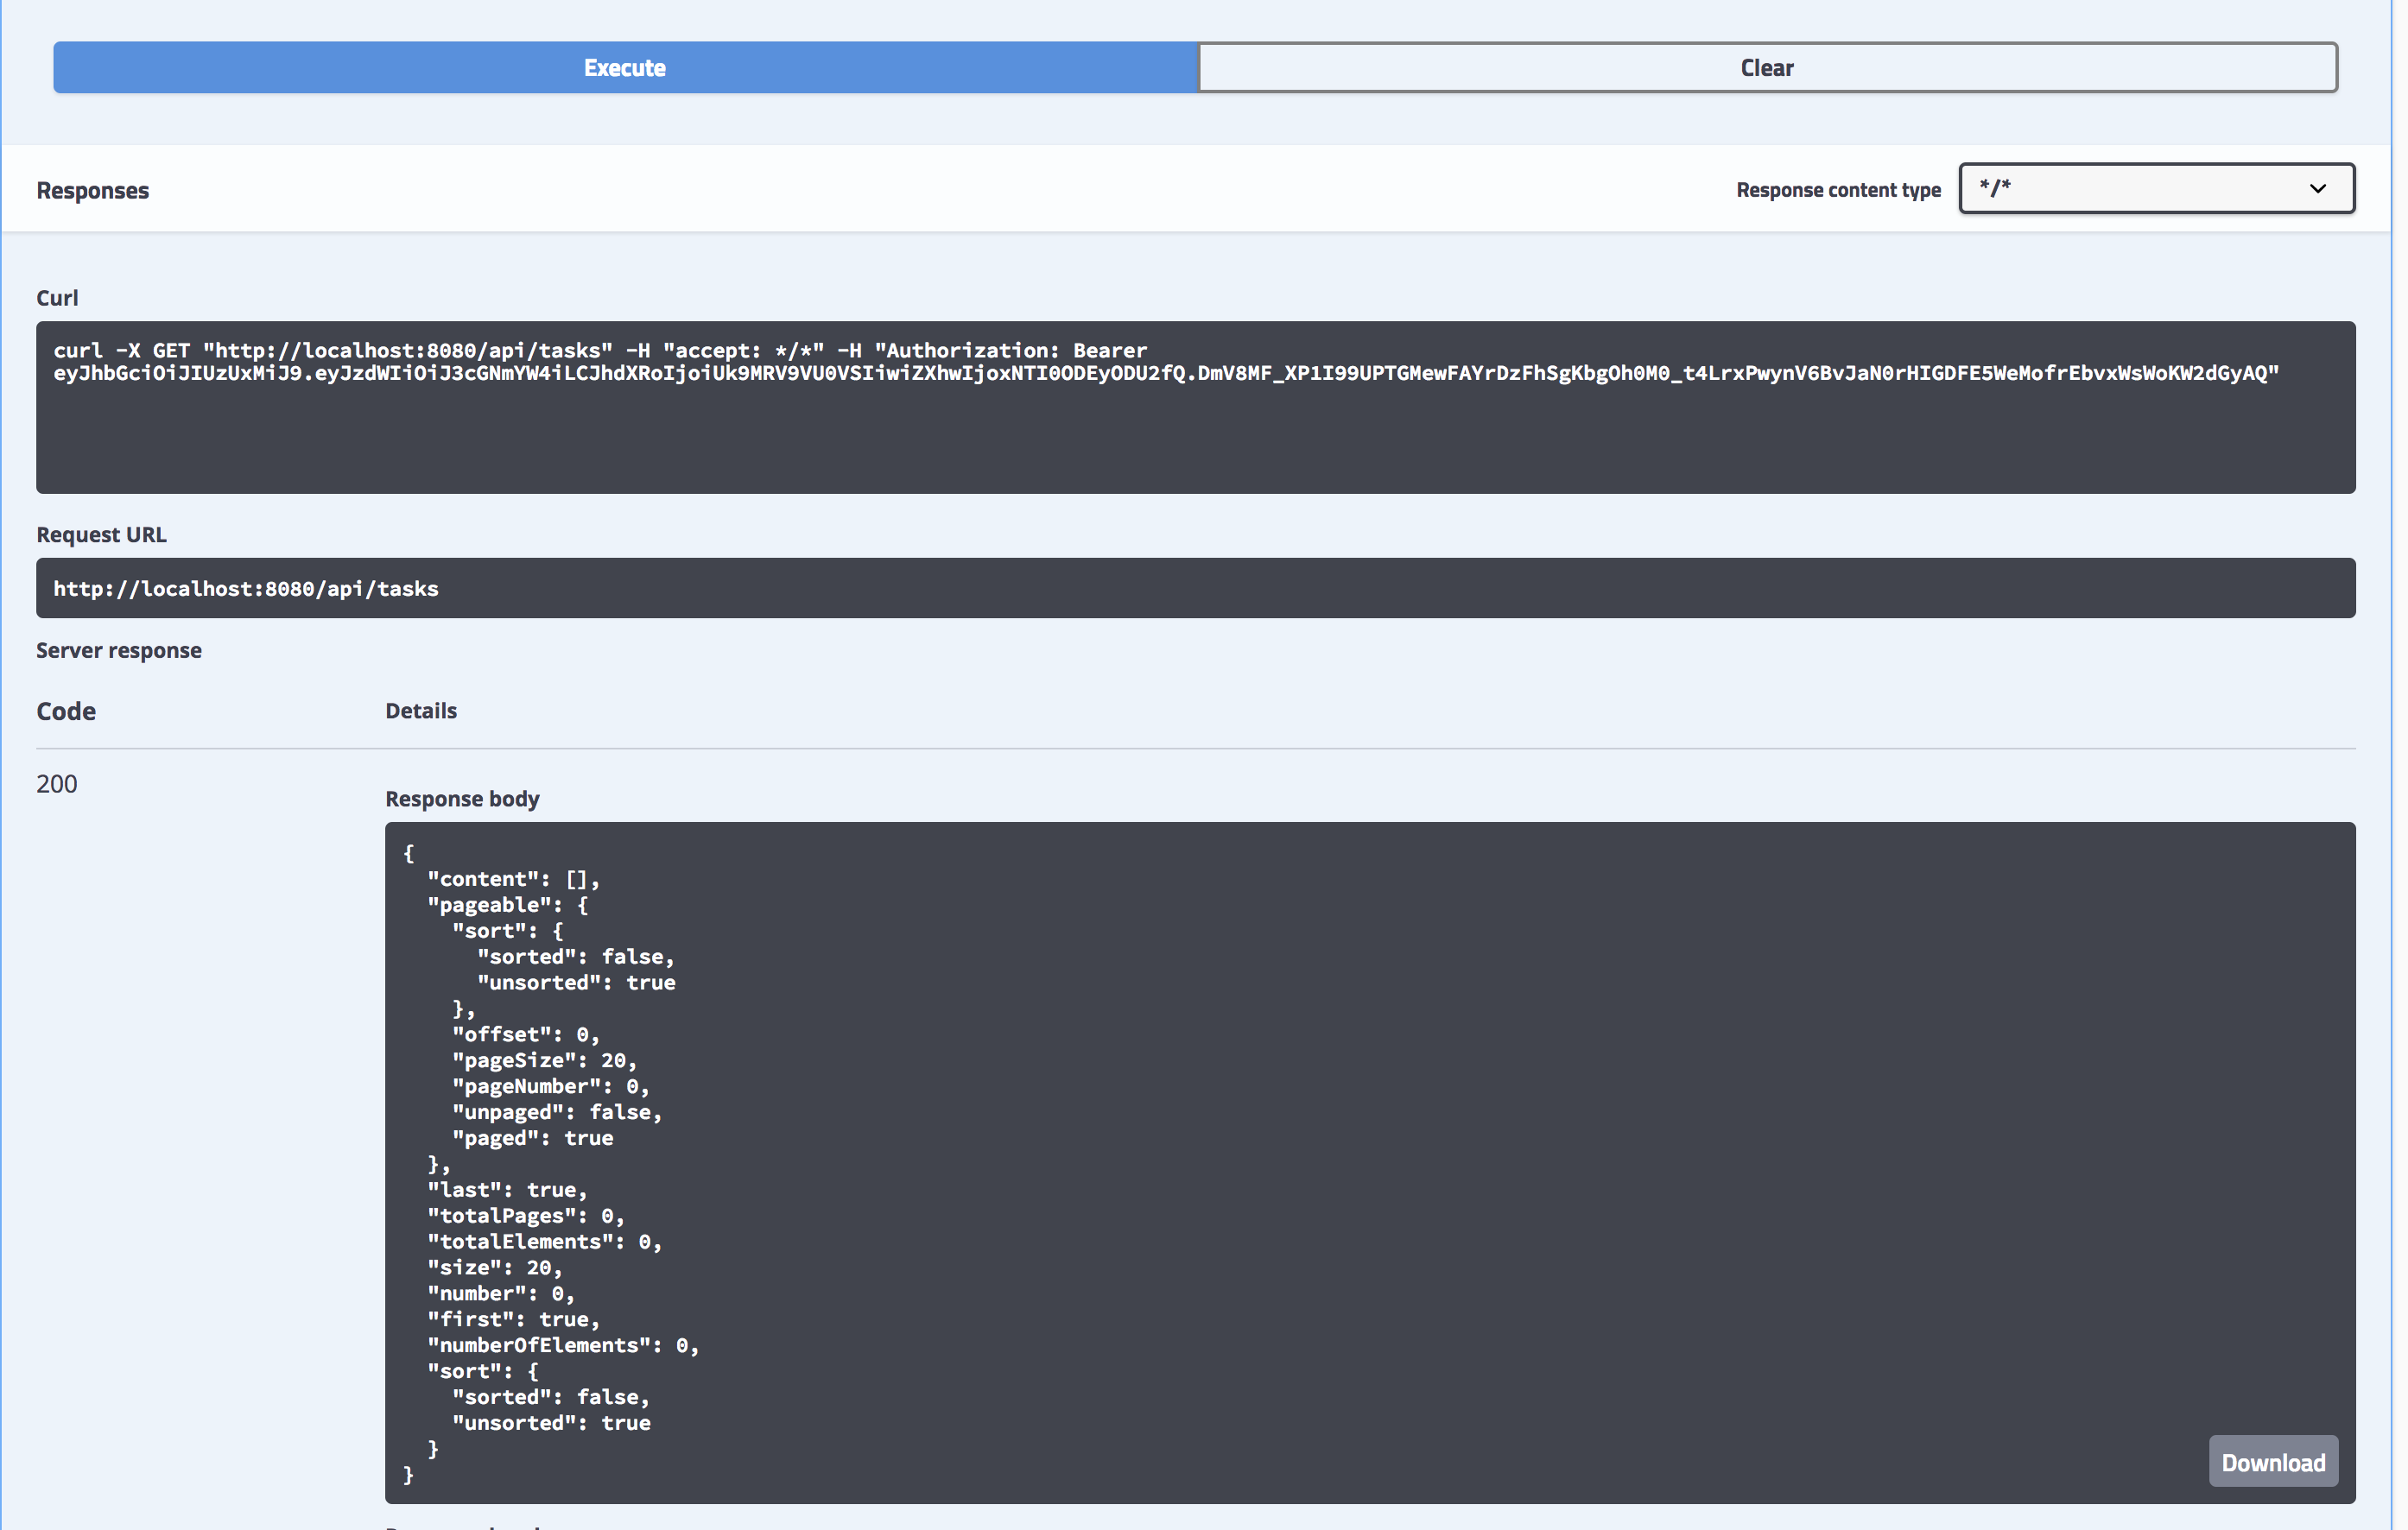 Execute
Clear
Responses
Response content type
*/*
Curl
curl -X GET "http://localhost:8080/api/tasks" -H "accept: */*" -H "Authorization: Bearer
eyJhbGciOiJIUzUxMiJ9.eyJzdWIiOiJ3cGNmYW4iLCJhdXRoIjoiUk9MRV9VU0VSIiwiZXhwIjoxNTI0ODEyODU2fQ.DmV8MF_XP1I99UPTGMewFAYrDzFhSgKbgOh0M0_t4LrxPwynV6BvJaN0rHIGDFE5WeMofrEbvxWsWoKW2dGyAQ"
Request URL
http://localhost:8080/api/tasks
Server response
Code
Details
200
Response body
{
  "content": [],
  "pageable": {
    "sort": {
      "sorted": false,
      "unsorted": true
    },
    "offset": 0,
    "pageSize": 20,
    "pageNumber": 0,
    "unpaged": false,
    "paged": true
  },
  "last": true,
  "totalPages": 0,
  "totalElements": 0,
  "size": 20,
  "number": 0,
  "first": true,
  "numberOfElements": 0,
  "sort": {
    "sorted": false,
    "unsorted": true
  }
}
Download